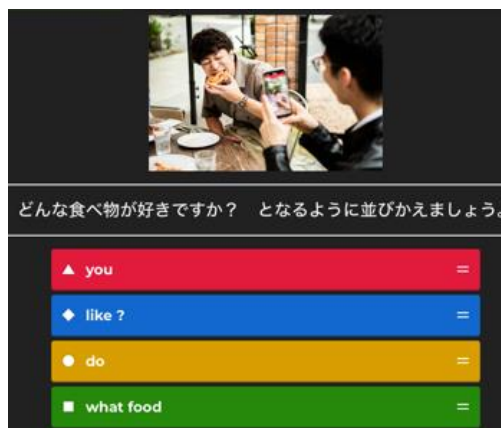 どんな食べ物が好きですか？　となるように並びかえましょう。
you
like ?
do
what food